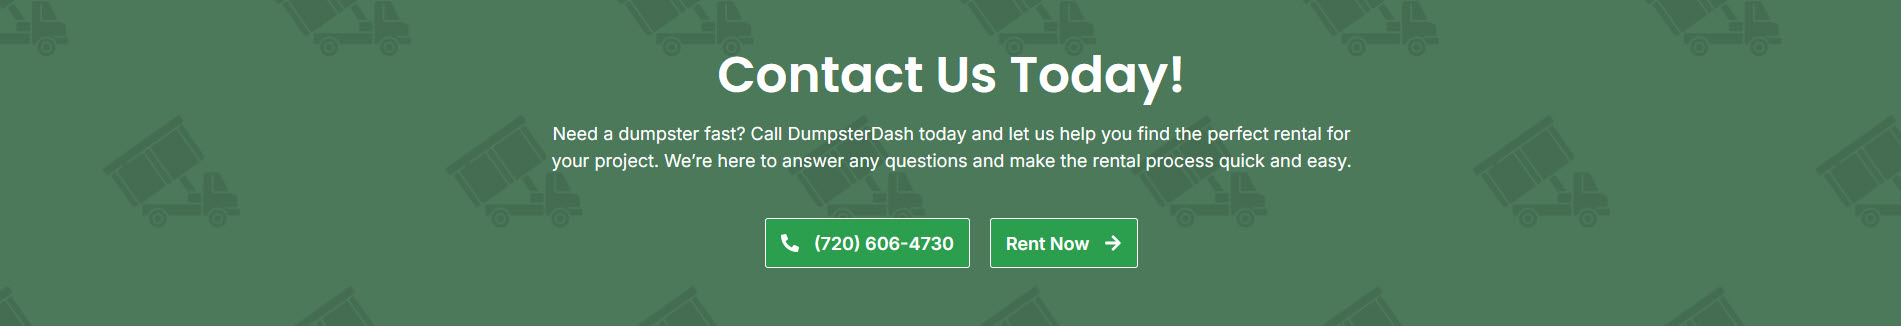 Contact Us Today!
Need a dumpster fast? Call DumpsterDash today and let us help you find the perfect rental for
your project. We’re here to answer any questions and make the rental process quick and easy.
(720) 606-4730
Rent Now